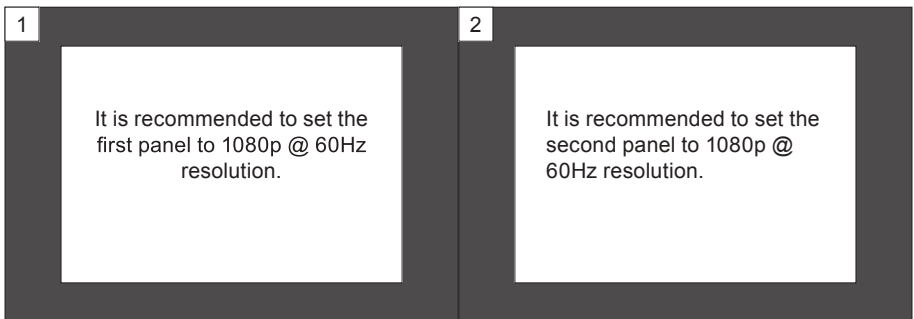 1
It is recommended to set the
first panel to 1080p @ 60Hz
resolution.
2
It is recommended to set the
second panel to 1080p @
60Hz resolution.